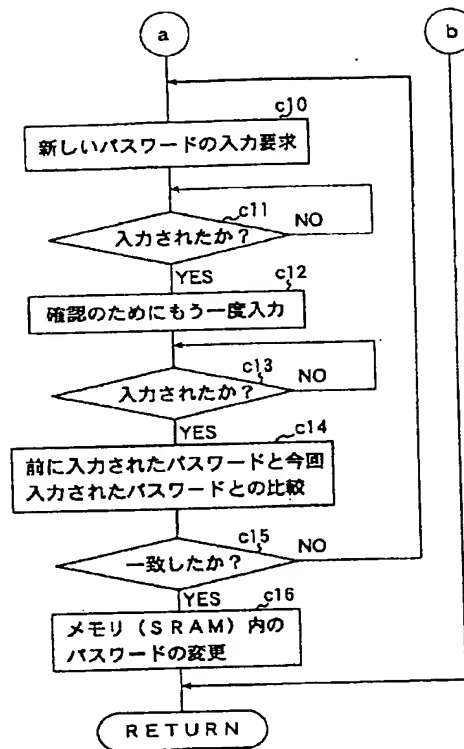 a
b
c10
新しいパスワードの入力要求
c11
入力されたか？
NO
YES
c12
確認のためにもう一度入力
c13
入力されたか？
NO
YES
c14
前に入力されたパスワードと今回
入力されたパスワードとの比較
c15
一致したか？
NO
YES
c16
メモリ（SRAM）内の
パスワードの変更
RETURN